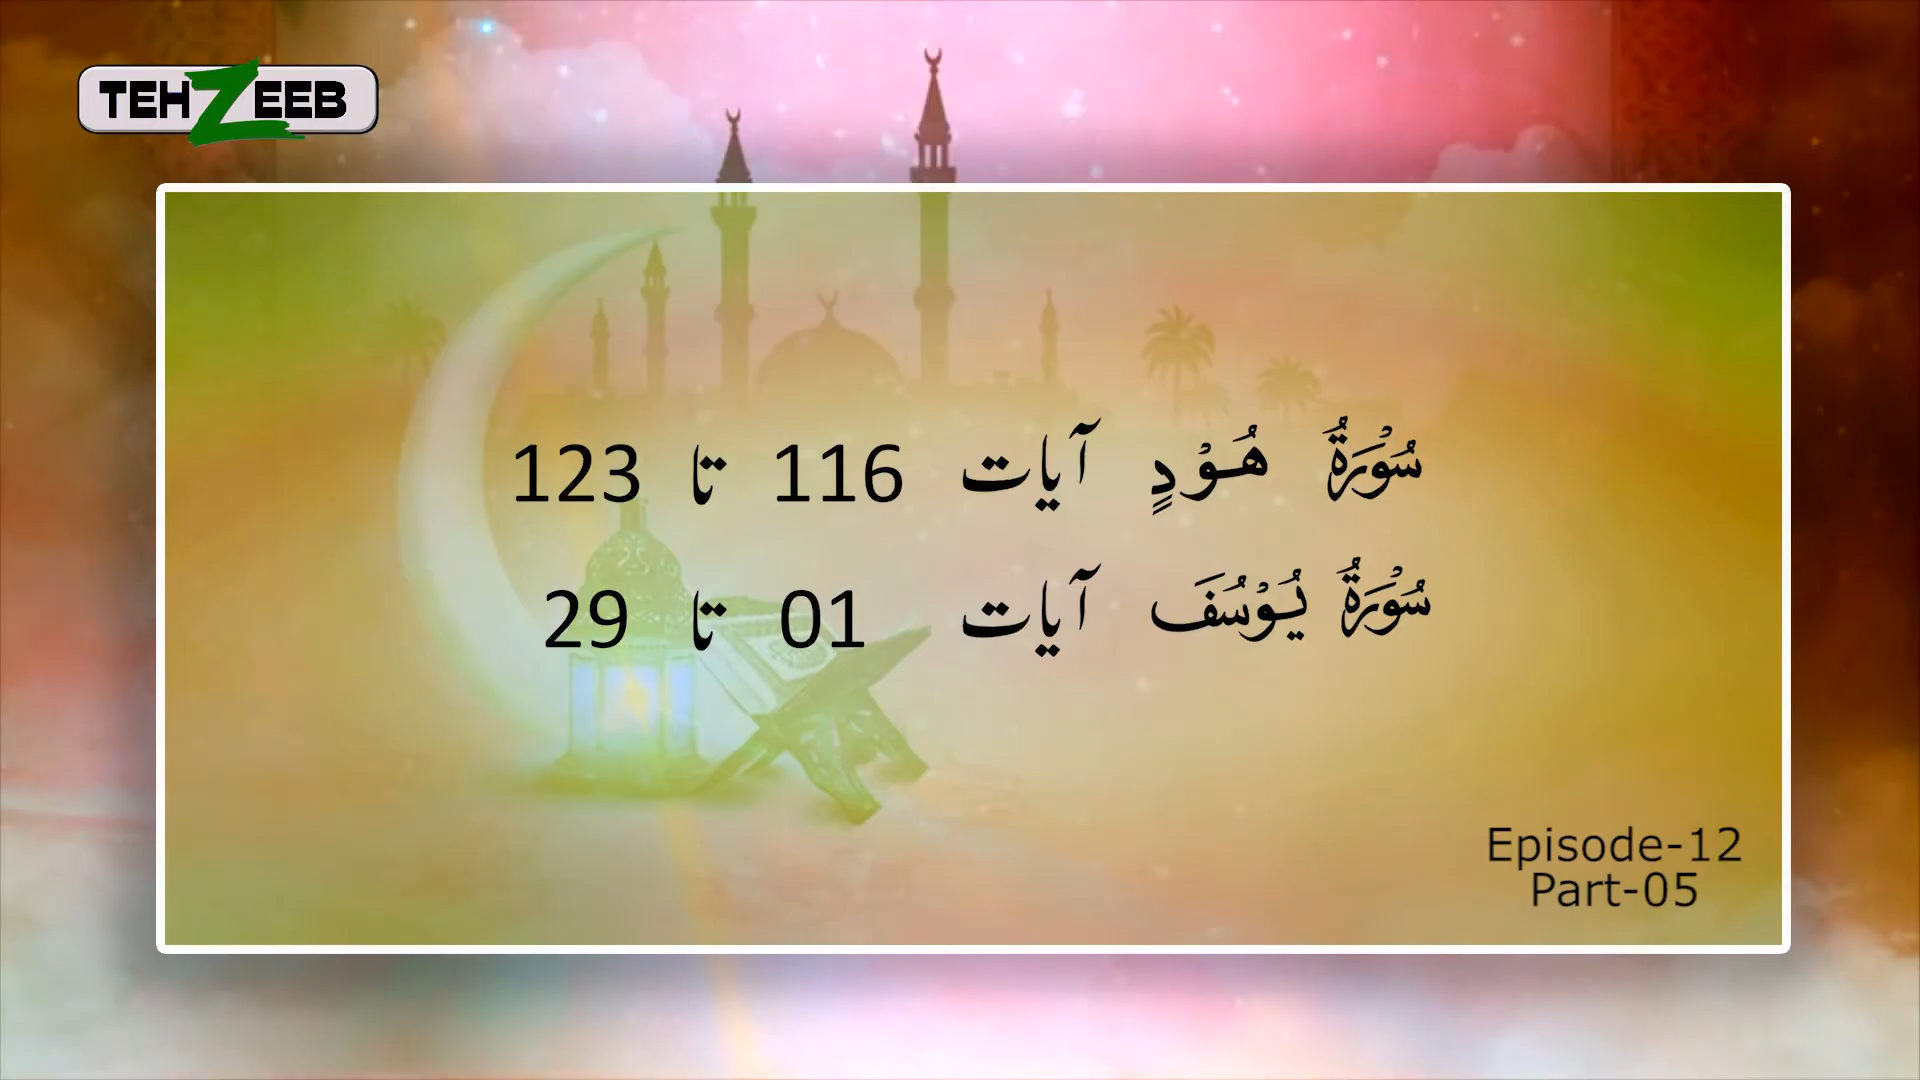 TEHZEEB
سُوْرَۃُ ھُوْدٍ آیات 116 تا 123
سُوْرَۃُ یُوْسُفَ آیات 01 تا 29
Episode-12
Part-05